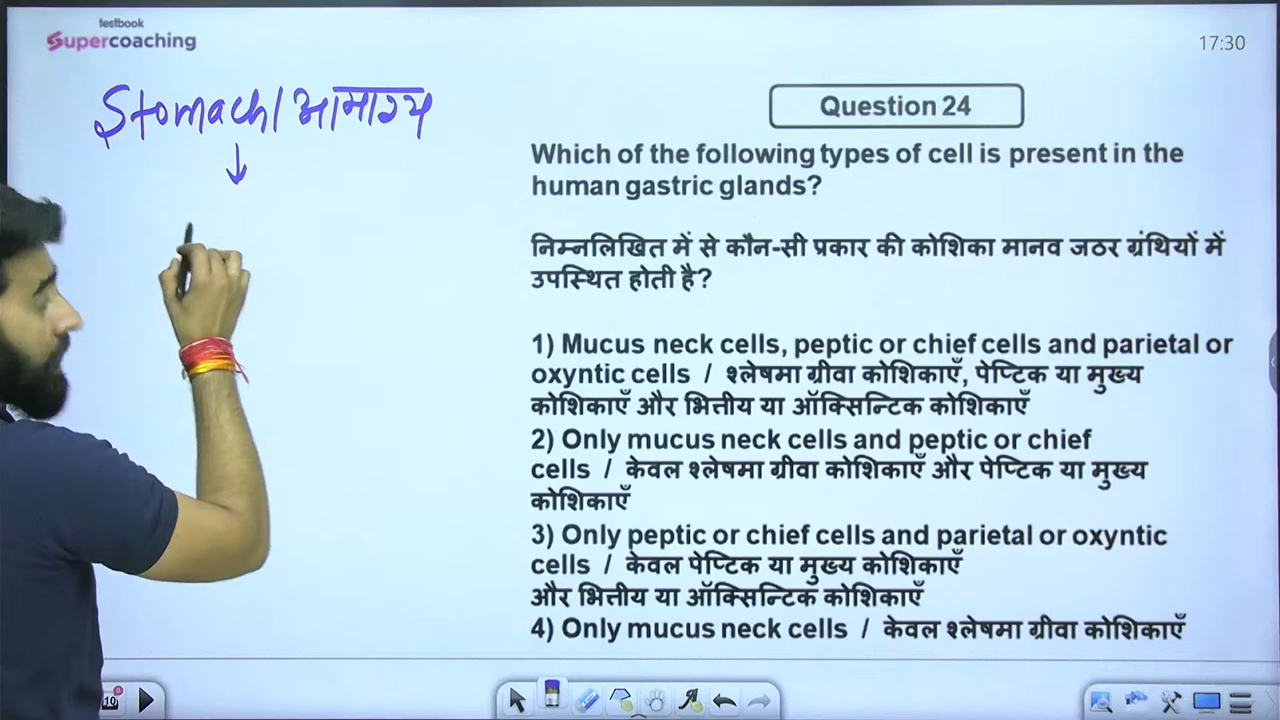 testbook
Supercoaching
17:30
Stomach/आमाशय
Question 24
Which of the following types of cell is present in the
human gastric glands?
निम्नलिखित में से कौन-सी प्रकार की कोशिका मानव जठर ग्रंथियों में
उपस्थित होती है?
1) Mucus neck cells, peptic or chief cells and parietal or
oxyntic cells / श्लेषमा ग्रीवा कोशिकाएँ, पेप्टिक या मुख्य
कोशिकाएँ और भित्तीय या ऑक्सिन्टिक कोशिकाएँ
2) Only mucus neck cells and peptic or chief
cells / केवल श्लेषमा ग्रीवा कोशिकाएँ और पेप्टिक या मुख्य
कोशिकाएँ
3) Only peptic or chief cells and parietal or oxyntic
cells / केवल पेप्टिक या मुख्य कोशिकाएँ
और भित्तीय या ऑक्सिन्टिक कोशिकाएँ
4) Only mucus neck cells / केवल श्लेषमा ग्रीवा कोशिकाएँ